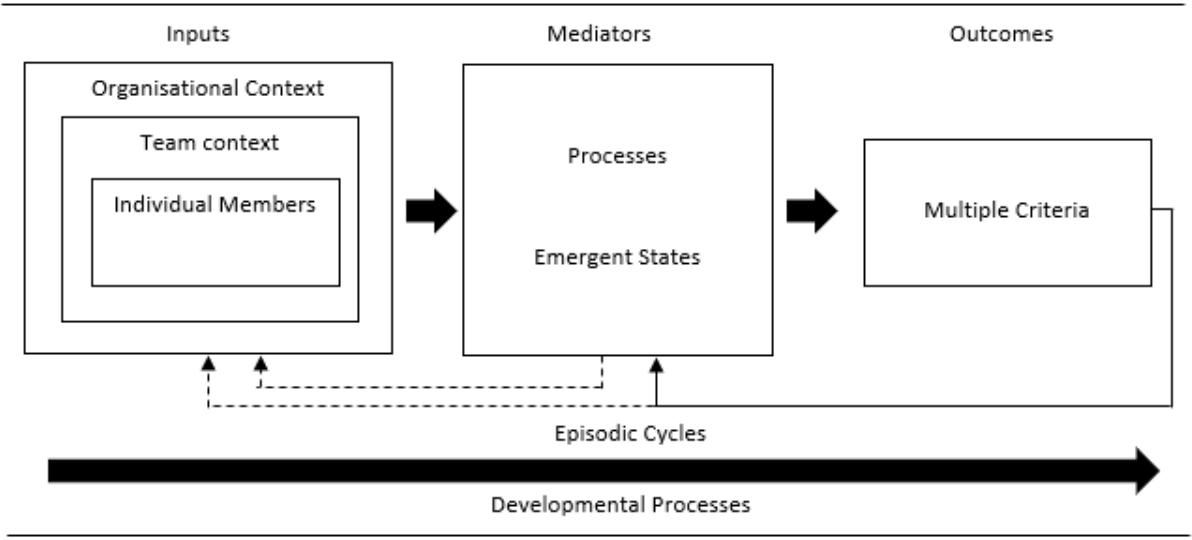 Inputs
Mediators
Outcomes
Organisational Context
Team context
Individual Members
Processes
Emergent States
Multiple Criteria
Episodic Cycles
Developmental Processes